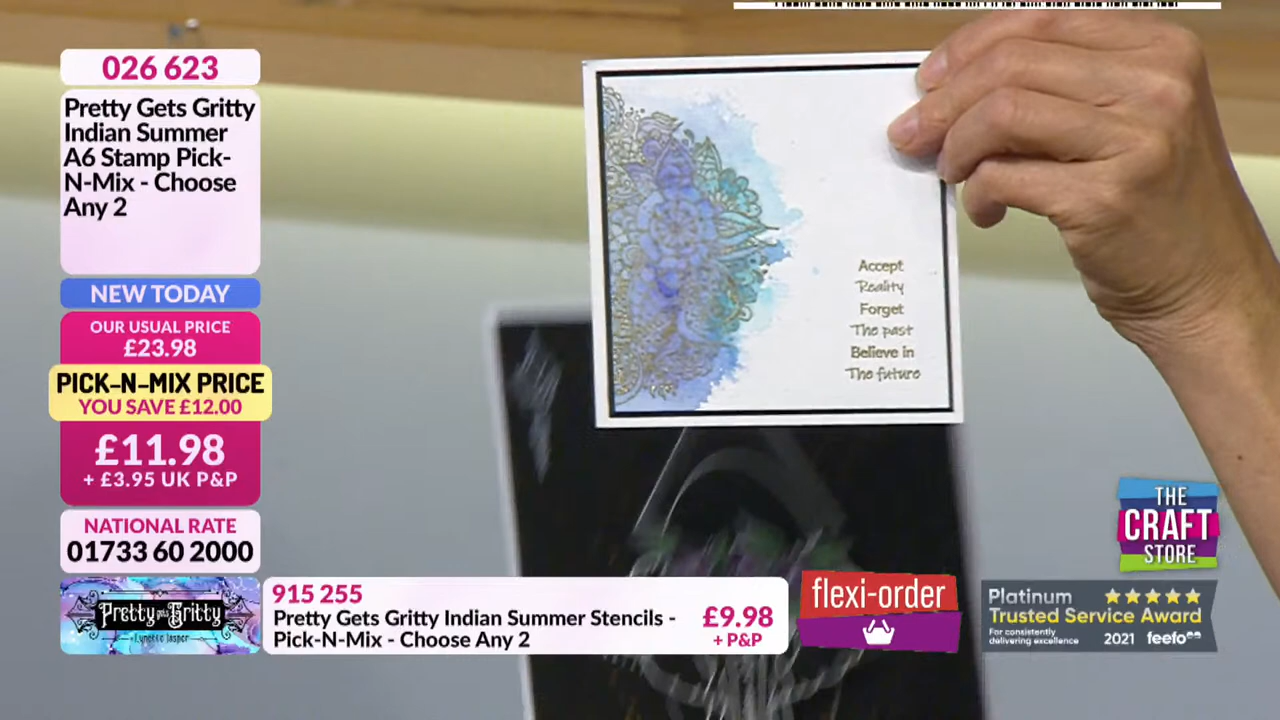 026 623
Pretty Gets Gritty
Indian Summer
A6 Stamp Pick-
N-Mix - Choose
Any 2
NEW TODAY
OUR USUAL PRICE
£23.98
PICK-N-MIX PRICE
YOU SAVE £12.00
£11.98
+ £3.95 UK P&P
NATIONAL RATE
01733 60 2000
Pretty gets Gritty
Lynette Jasper
915 255
Pretty Gets Gritty Indian Summer Stencils -
Pick-N-Mix - Choose Any 2
£9.98
+ P&P
flexi-order
Accept
Reality
Forget
The past
Believe in
The future
THE
CRAFT
STORE
Platinum
Trusted Service Award
For consistently
delivering excellence
2021 feefo